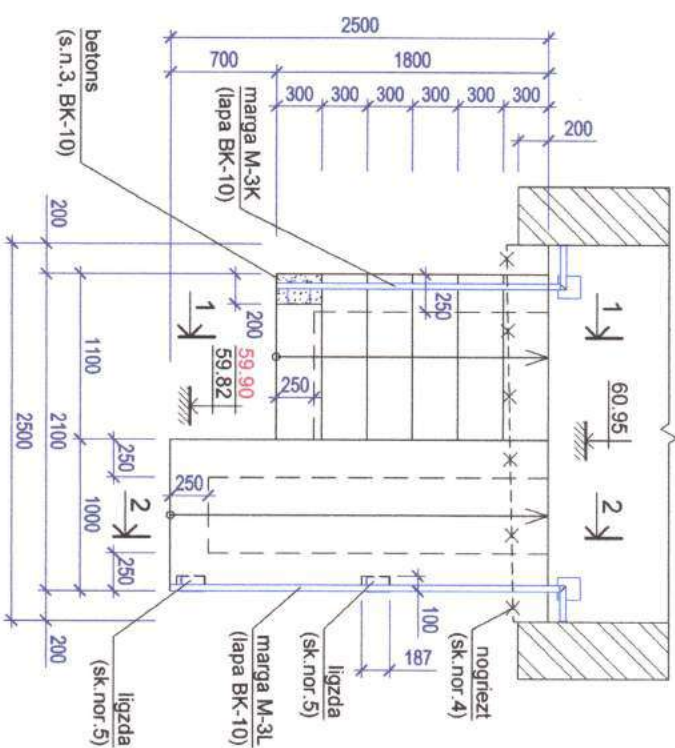 2500
700
1800
300
300
300
300
300
300
200
betons
(s.n.3, BK-10)
marga M-3K
(lapa BK-10)
200
1100
2100
2500
250
200
1
1
59.90
59.82
60.95
250
250
250
1000
250
2
2
200
100
187
nogriezt
(sk.nor.4)
ligzda
(sk.nor.5)
marga M-3L
(lapa BK-10)
ligzda
(sk.nor.5)